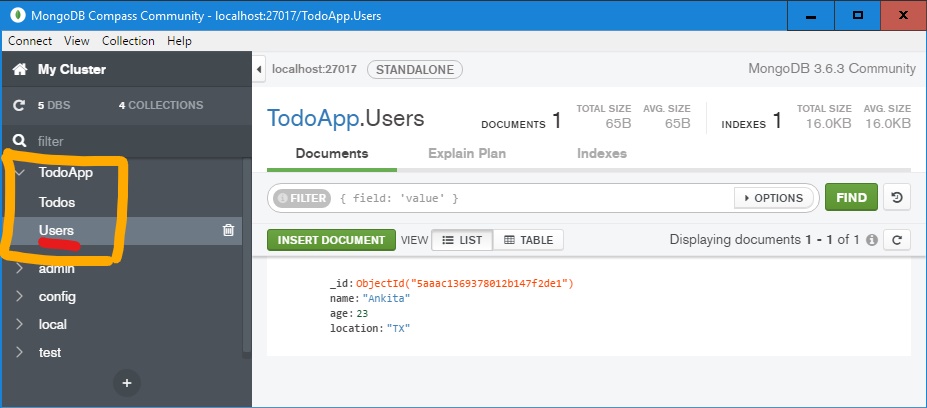 MongoDB Compass Community - localhost:27017/TodoApp.Users
Connect View Collection Help
My Cluster
5 DBS 4 COLLECTIONS
filter
TodoApp
Todos
Users
admin
config
local
test
localhost:27017 STANDALONE MongoDB 3.6.3 Community
TodoApp.Users
DOCUMENTS 1 TOTAL SIZE 65B AVG. SIZE 65B INDEXES 1 TOTAL SIZE 16.0KB AVG. SIZE 16.0KB
Documents Explain Plan Indexes
FILTER { field: 'value' } OPTIONS FIND
INSERT DOCUMENT VIEW LIST TABLE Displaying documents 1 - 1 of 1
_id: ObjectId("5aaac1369378012b147f2de1")
name: "Ankita"
age: 23
location: "TX"